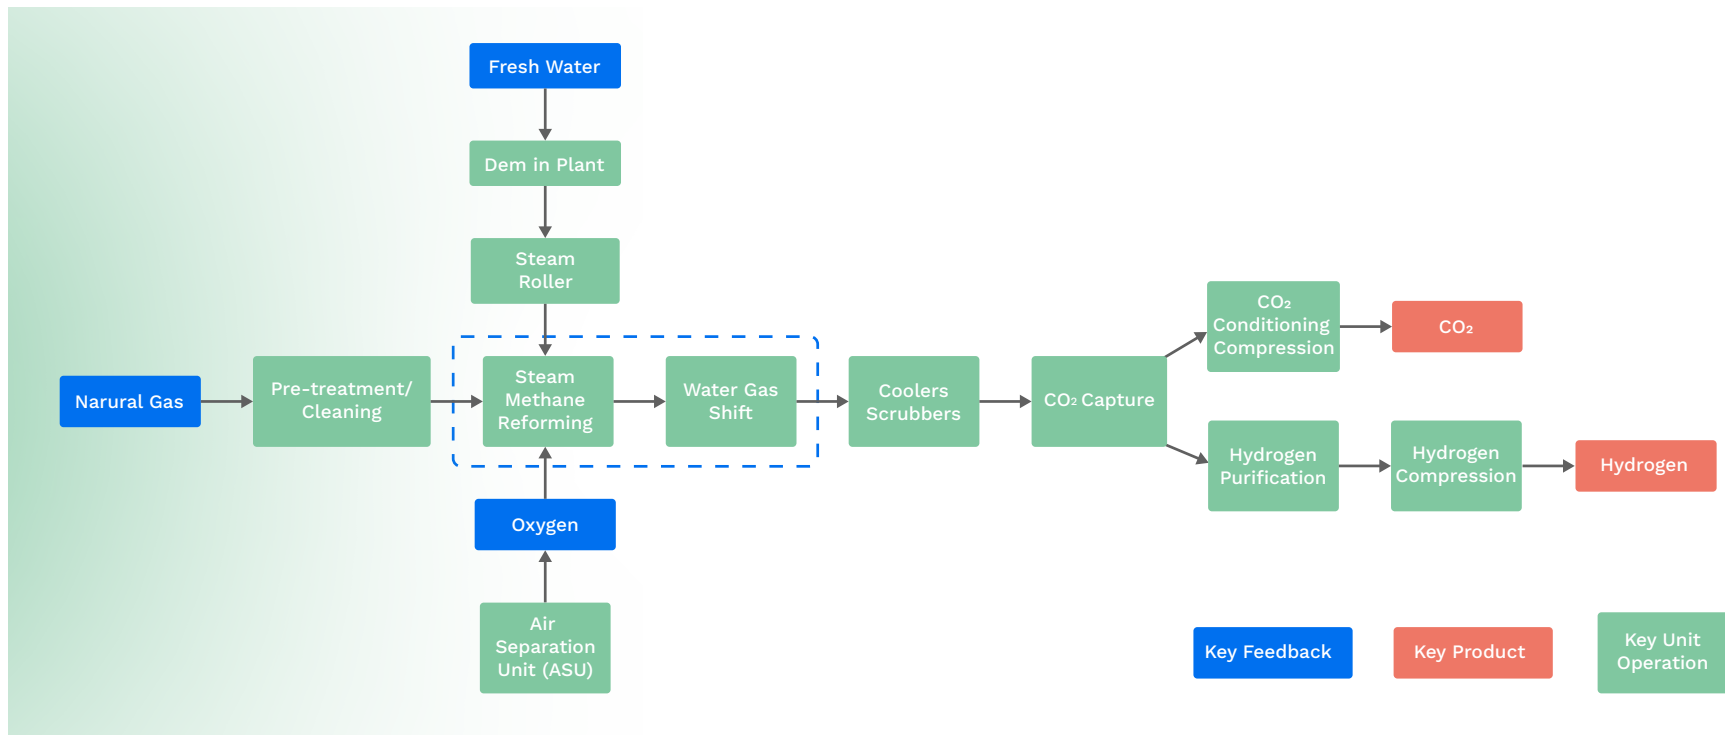 Fresh Water
Dem in Plant
Steam
Roller
Narural Gas
Pre-treatment/
Cleaning
Steam
Methane
Reforming
Water Gas
Shift
Coolers
Scrubbers
CO₂ Capture
CO₂
Conditioning
Compression
CO₂
Hydrogen
Purification
Hydrogen
Compression
Hydrogen
Oxygen
Air
Separation
Unit (ASU)
Key Feedback
Key Product
Key Unit
Operation